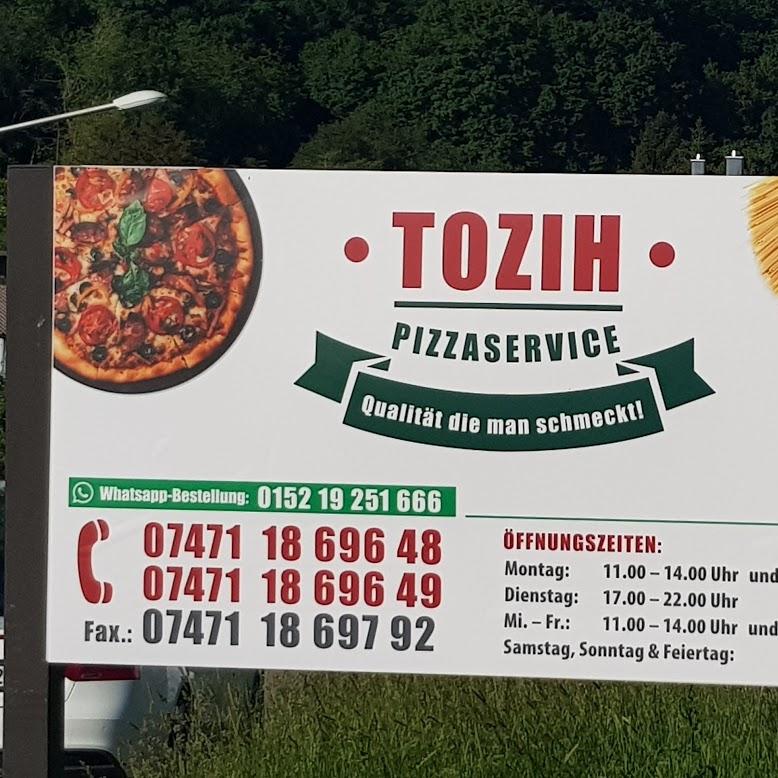 • TOZIH •
PIZZASERVICE
Qualität die man schmeckt!
Whatsapp-Bestellung: 0152 19 251 666
07471 18 696 48
07471 18 696 49
Fax.: 07471 18 697 92
ÖFFNUNGSZEITEN:
Montag: 11.00 – 14.00 Uhr und
Dienstag: 17.00 – 22.00 Uhr
Mi. – Fr.: 11.00 – 14.00 Uhr und
Samstag, Sonntag & Feiertag: